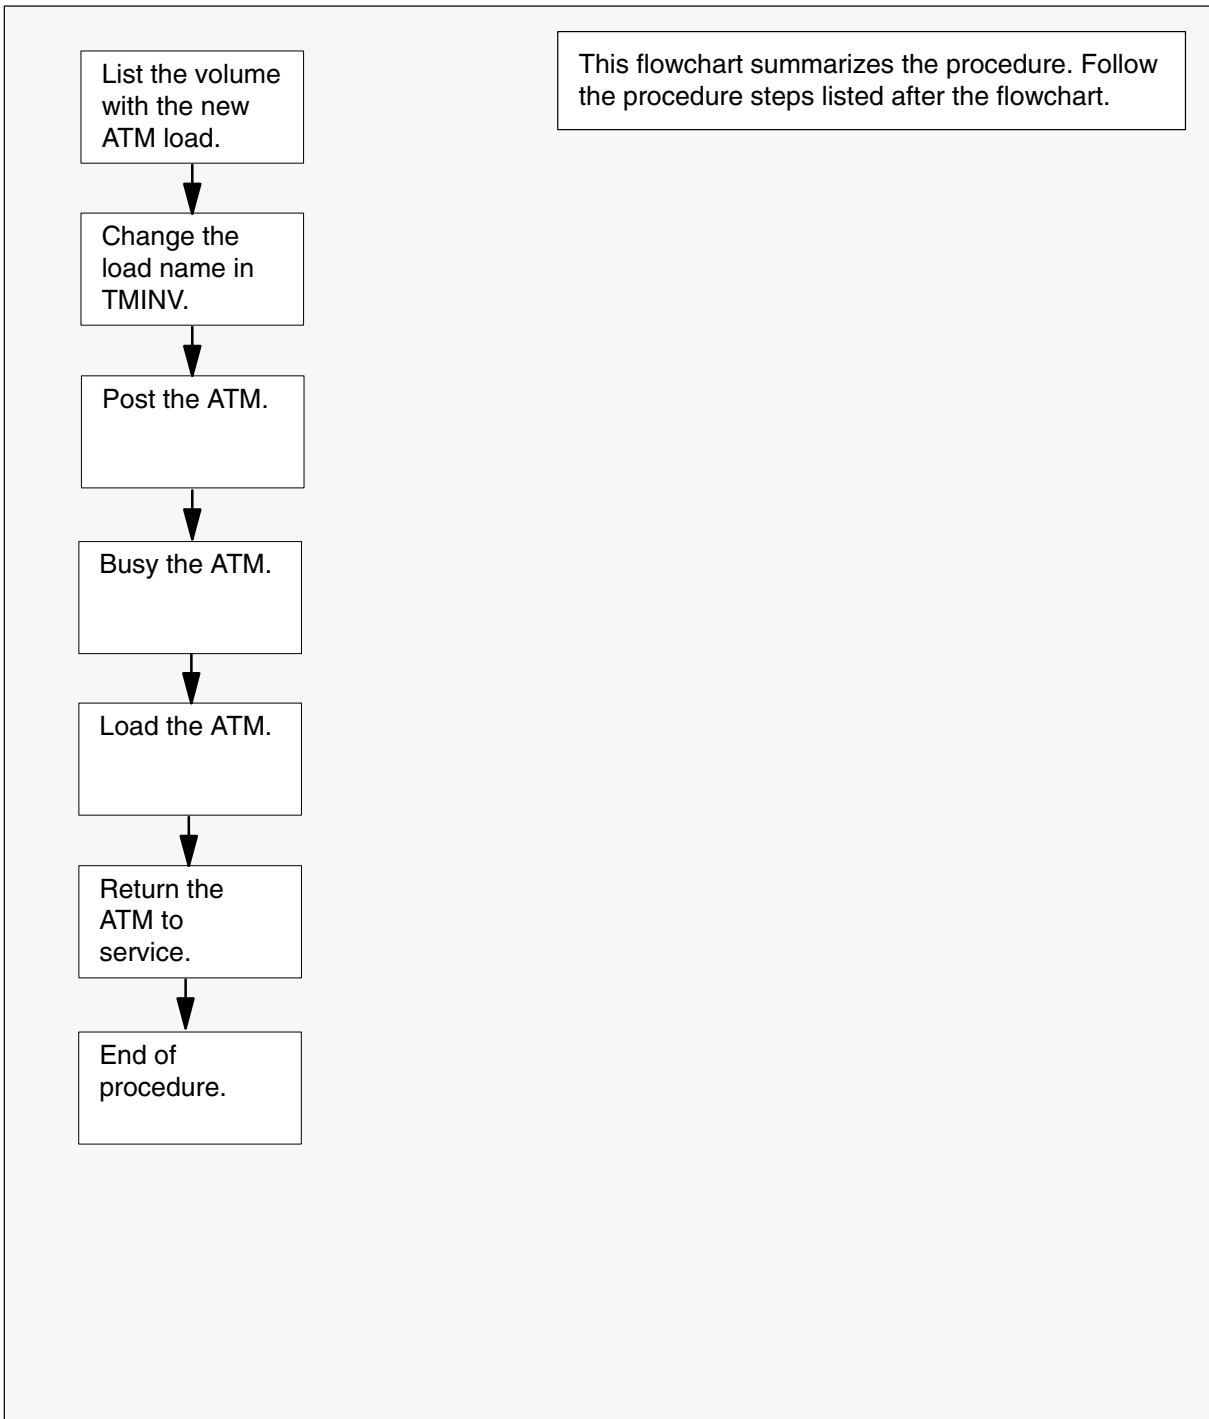 List the volume
with the new
ATM load.
This flowchart summarizes the procedure. Follow
the procedure steps listed after the flowchart.
Change the
load name in
TMINV.
Post the ATM.
Busy the ATM.
Load the ATM.
Return the
ATM to
service.
End of
procedure.